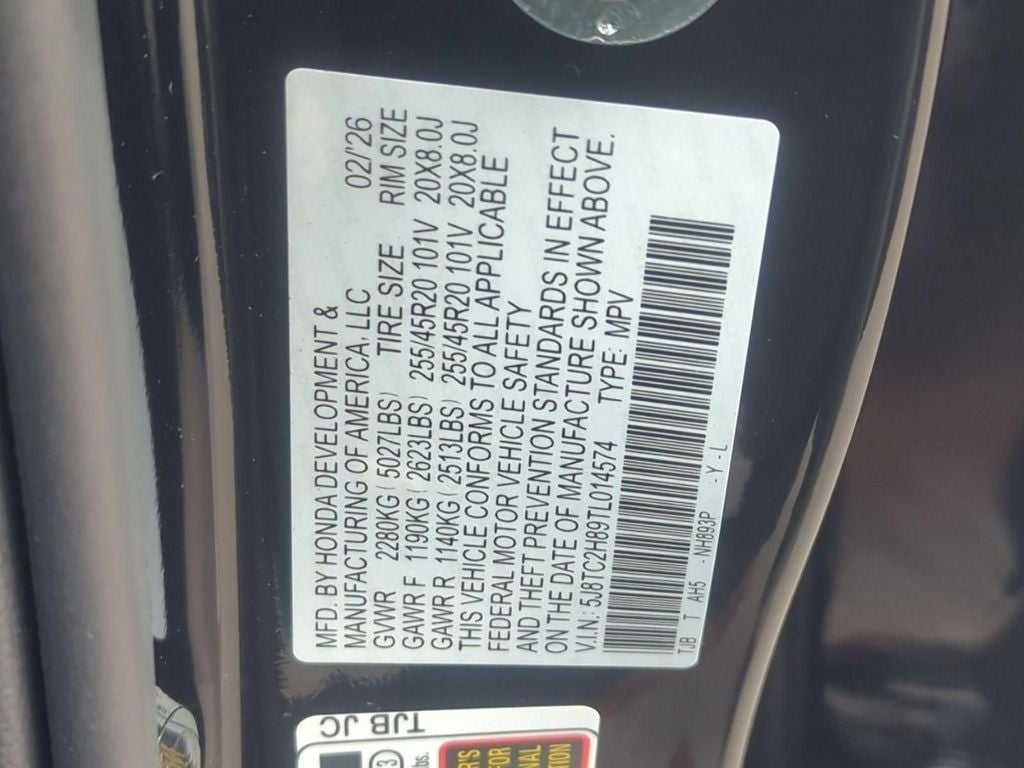 MFD. BY HONDA DEVELOPMENT &
MANUFACTURING OF AMERICA, LLC 02/'26
GVWR 2280KG ( 5027LBS) TIRE SIZE RIM SIZE
GAWR F 1190KG ( 2623LBS) 255/45R20 101V 20X8.0J
GAWR R 1140KG ( 2513LBS) 255/45R20 101V 20X8.0J
THIS VEHICLE CONFORMS TO ALL APPLICABLE
FEDERAL MOTOR VEHICLE SAFETY
AND THEFT PREVENTION STANDARDS IN EFFECT
ON THE DATE OF MANUFACTURE SHOWN ABOVE.
V.I.N.: 5J8TC2H89TL014574 TYPE: MPV
TJB T AH5 -NH893P -Y-L
TJB JC